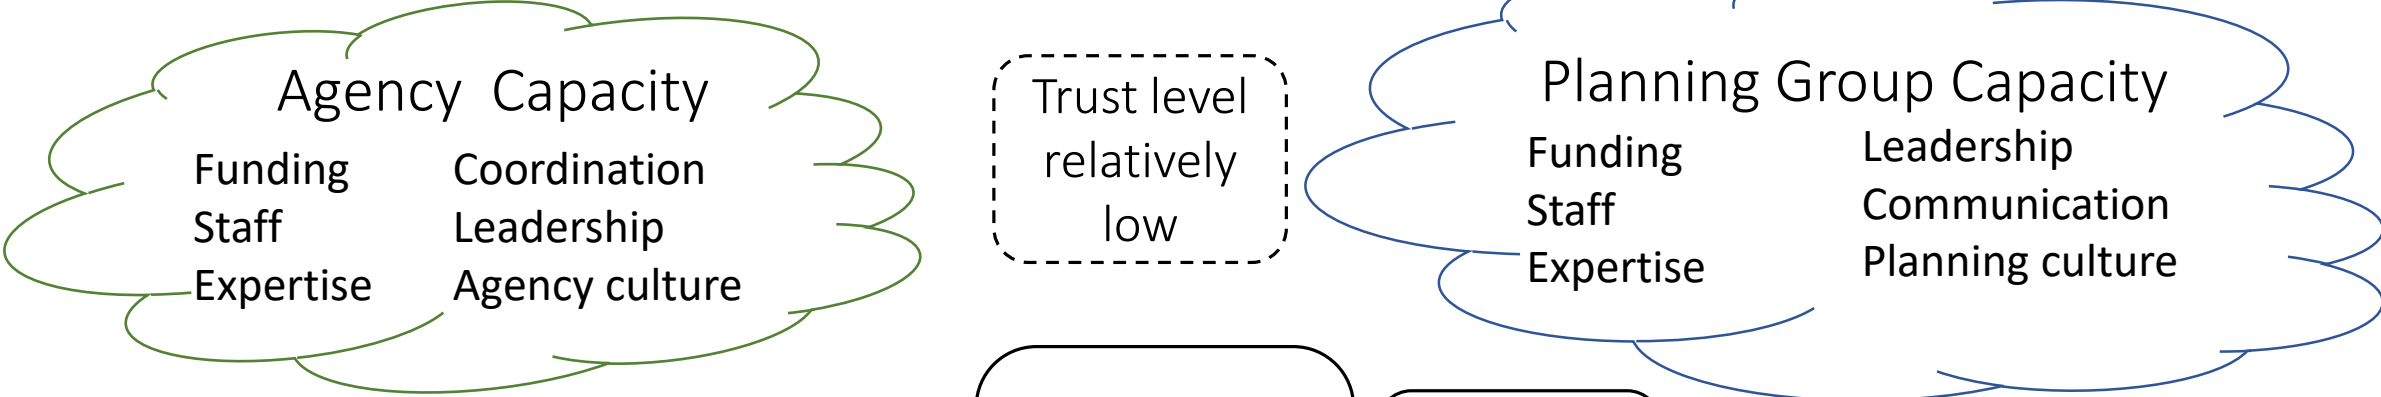 Agency Capacity
Funding
Staff
Expertise
Coordination
Leadership
Agency culture
Trust level
relatively
low
Planning Group Capacity
Funding
Staff
Expertise
Leadership
Communication
Planning culture